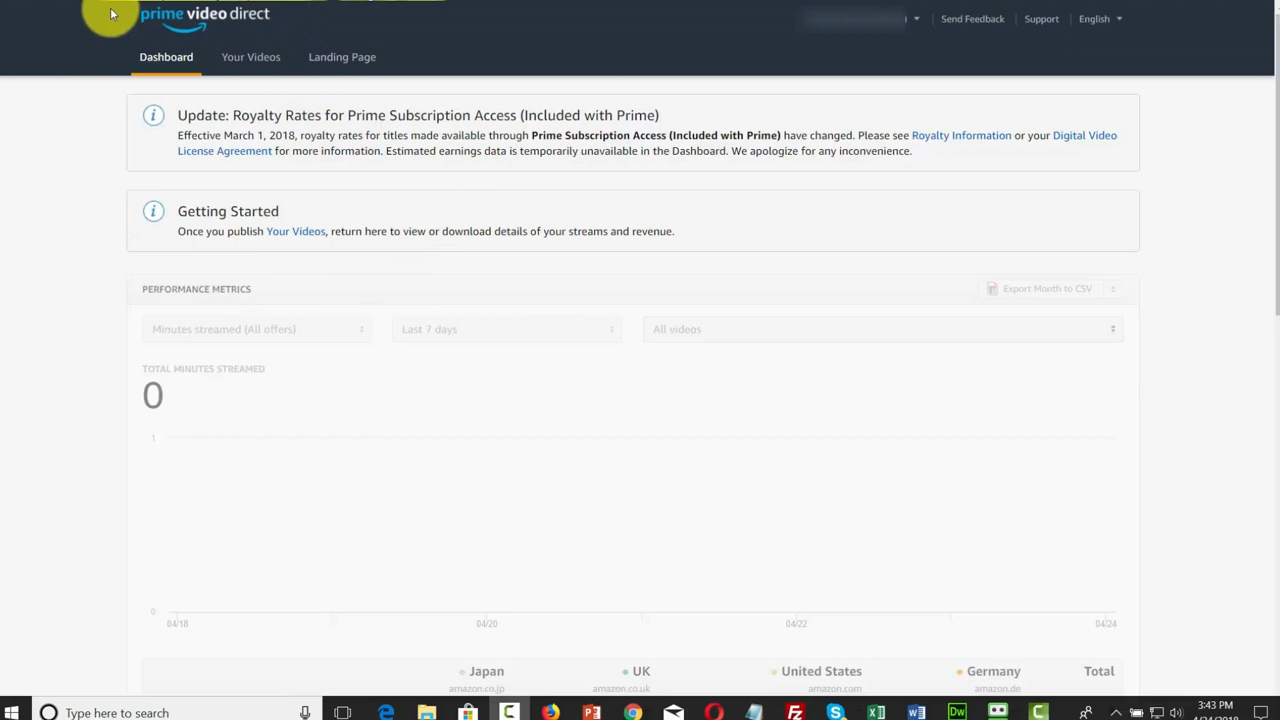 prime video direct
Send Feedback
Support
English
Dashboard
Your Videos
Landing Page
Update: Royalty Rates for Prime Subscription Access (Included with Prime)
Effective March 1, 2018, royalty rates for titles made available through Prime Subscription Access (Included with Prime) have changed. Please see Royalty Information or your Digital Video
License Agreement for more information. Estimated earnings data is temporarily unavailable in the Dashboard. We apologize for any inconvenience.
Getting Started
Once you publish Your Videos, return here to view or download details of your streams and revenue.
PERFORMANCE METRICS
Export Month to CSV
Minutes streamed (All offers)
Last 7 days
All videos
TOTAL MINUTES STREAMED
0
1
0
04/18
04/20
04/22
04/24
Japan
UK
United States
Germany
Total
amazon.co.jp
amazon.co.uk
amazon.com
amazon.de
Type here to search
3:43 PM
4/24/2018